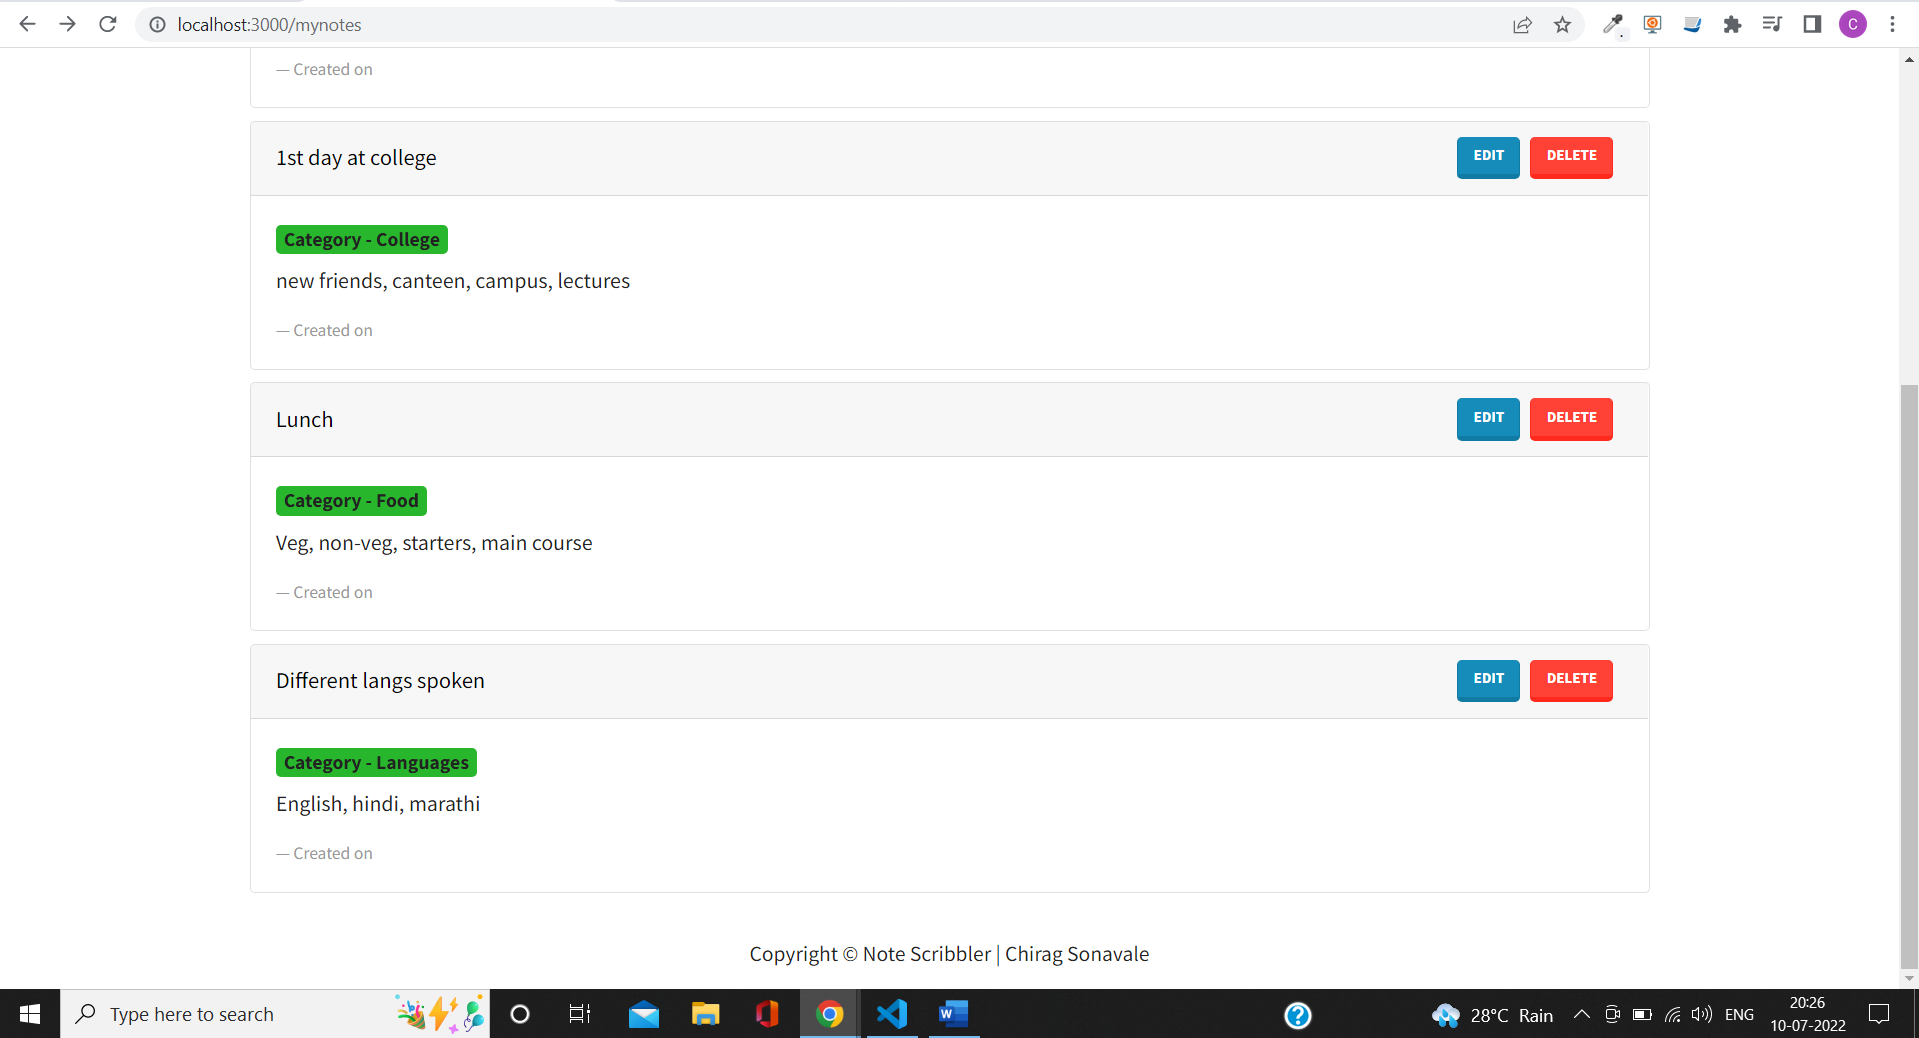 localhost:3000/mynotes
C
— Created on
1st day at college
EDIT
DELETE
Category - College
new friends, canteen, campus, lectures
— Created on
Lunch
EDIT
DELETE
Category - Food
Veg, non-veg, starters, main course
— Created on
Different langs spoken
EDIT
DELETE
Category - Languages
English, hindi, marathi
— Created on
Copyright © Note Scribbler | Chirag Sonavale
Type here to search
W
?
28°C Rain
ENG
20:26
10-07-2022